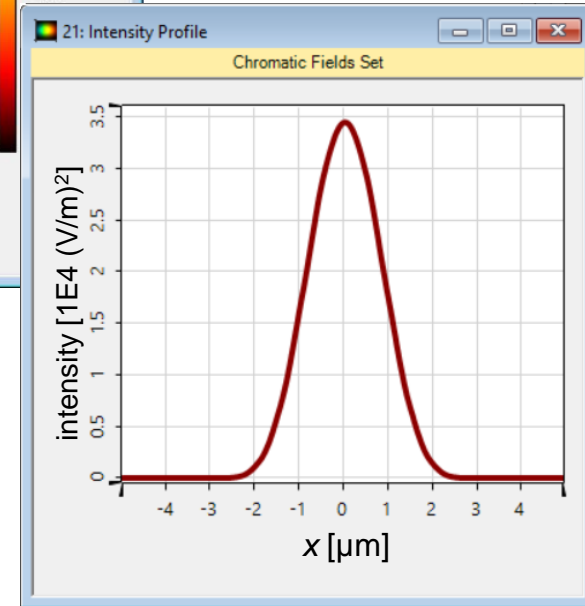 21: Intensity Profile
Chromatic Fields Set
intensity [1E4 (V/m)²]
3.5
3
2.5
2
1.5
1
0.5
0
-4 -3 -2 -1 0 1 2 3 4
x [µm]